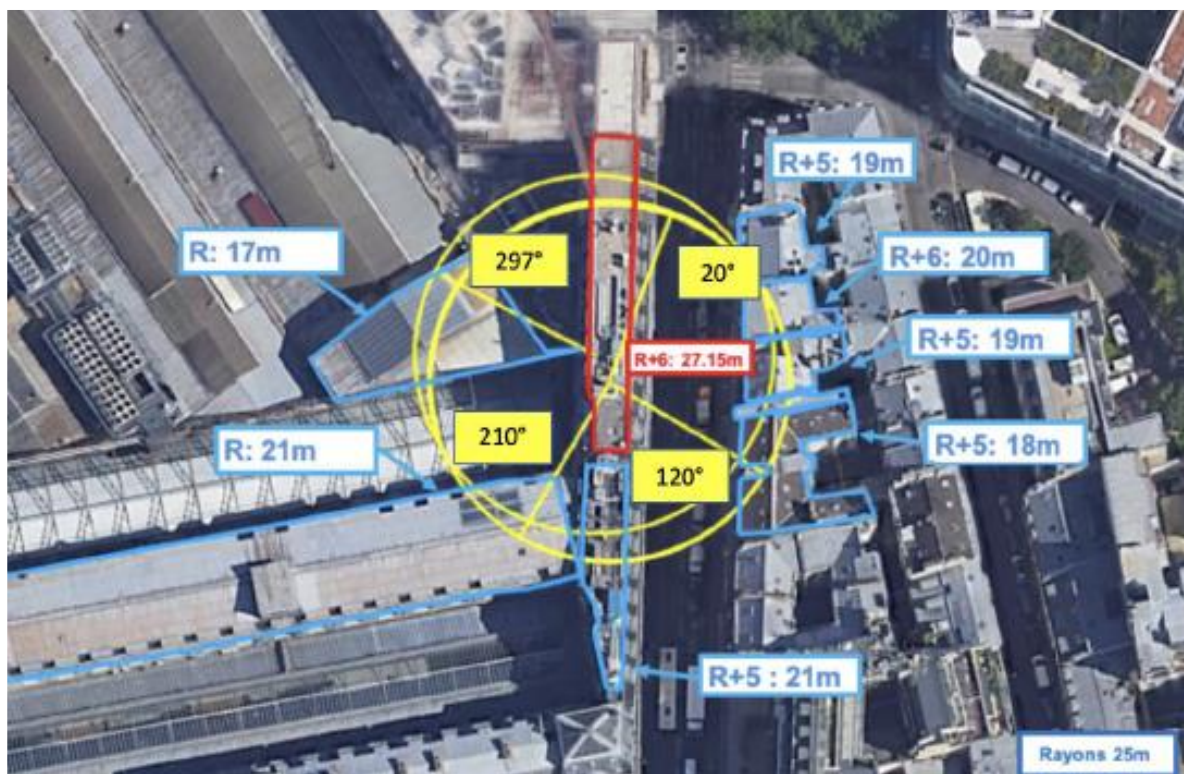 R+5: 19m
R: 17m
297°
20°
R+6: 20m
R+6: 27.15m
R+5: 19m
210°
R: 21m
120°
R+5: 18m
R+5 : 21m
Rayons 25m